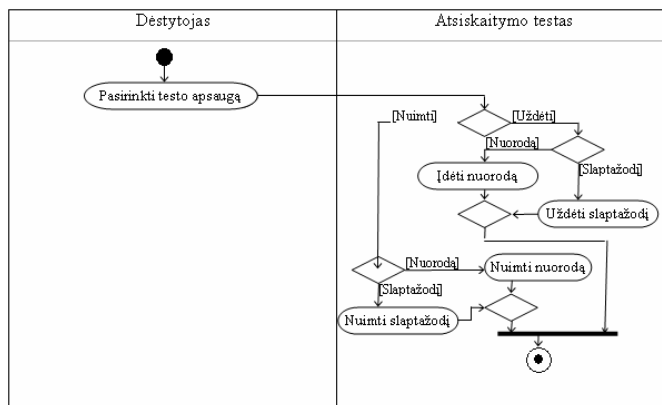 Dėstytojas
Atsiskaitymo testas
Pasirinkti testo apsaugą
[Nuimti]
[Uždėti]
[Nuorodą]
[Slaptažodį]
Įdėti nuorodą
Uždėti slaptažodį
[Nuorodą]
Nuimti nuorodą
[Slaptažodį]
Nuimti slaptažodį